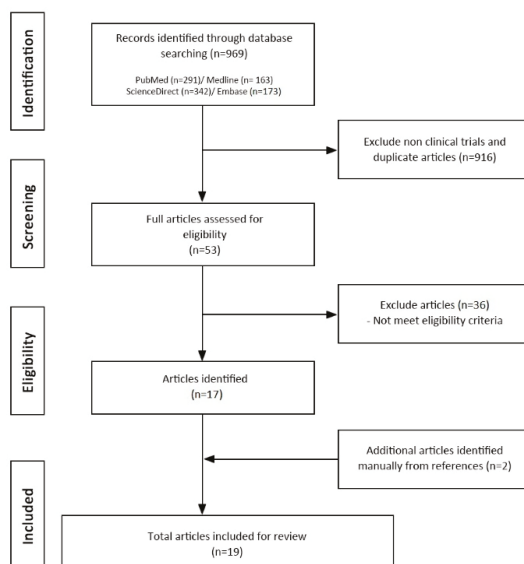 Identification
Records identified through database
searching (n=969)
PubMed (n=291)/ Medline (n= 163)
ScienceDirect (n=342)/ Embase (n=173)
Exclude non clinical trials and
duplicate articles (n=916)
Screening
Full articles assessed for
eligibility
(n=53)
Exclude articles (n=36)
- Not meet eligibility criteria
Eligibility
Articles identified
(n=17)
Additional articles identified
manually from references (n=2)
Included
Total articles included for review
(n=19)